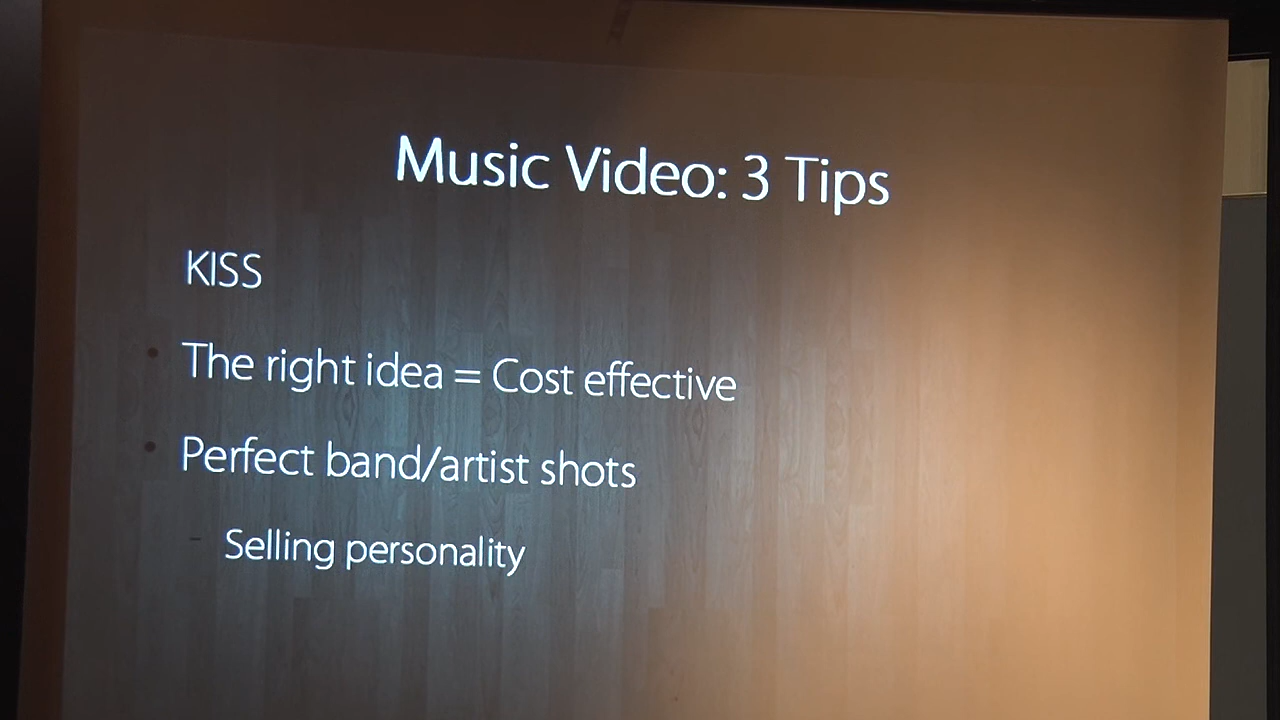 Music Video: 3 Tips
KISS
• The right idea = Cost effective
• Perfect band/artist shots
– Selling personality